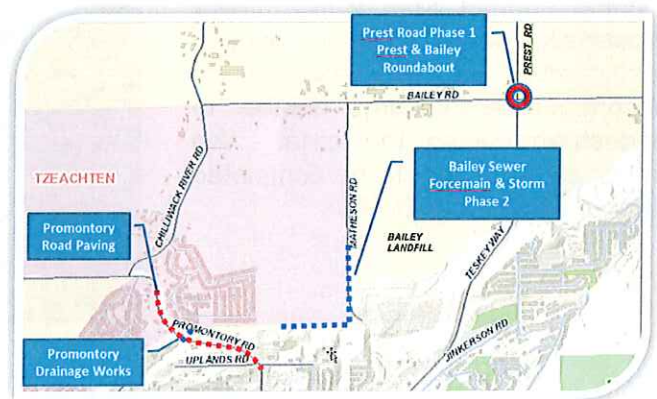 Prest Road Phase 1
Prest & Bailey
Roundabout
PREST RD
BAILEY RD
L
TZEACHTEN
CHILLIWACK RIVER RD
MATHESON RD
Bailey Sewer
Forcemain & Storm
Phase 2
BAILEY
LANDFILL
TESKEY WAY
Promontory
Road Paving
PROMONTORY RD
UPLANDS RD
JINKERSON RD
Promontory
Drainage Works